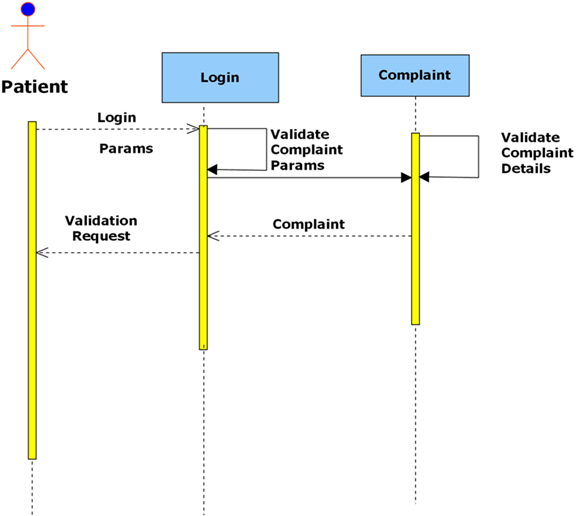 Patient
Login
Complaint
Login
Params
Validate
Complaint
Params
Validate
Complaint
Details
Validation
Request
Complaint